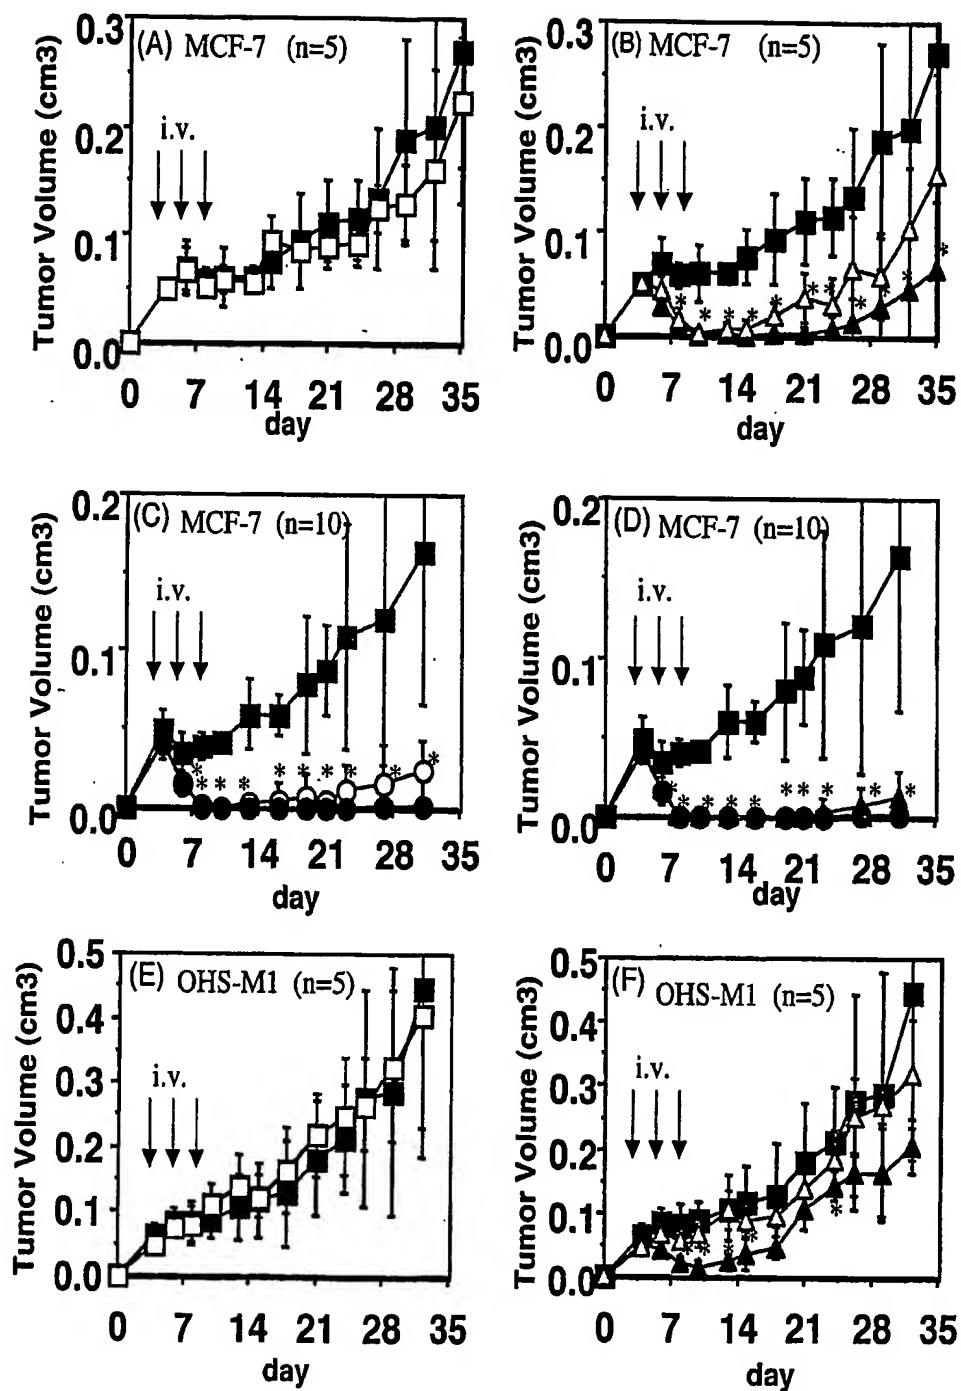 (A) MCF-7 (n=5)
Tumor Volume (cm3)
0.3
0.2
0.1
0.0
i.v.
0 7 14 21 28 35
day
(B) MCF-7 (n=5)
Tumor Volume (cm3)
0.3
0.2
0.1
0.0
i.v.
* * * * * * * * * * *
0 7 14 21 28 35
day
(C) MCF-7 (n=10)
Tumor Volume (cm3)
0.2
0.1
0.0
i.v.
* * * * * * * * *
0 7 14 21 28 35
day
(D) MCF-7 (n=10)
Tumor Volume (cm3)
0.2
0.1
0.0
i.v.
* * * * * * * * * *
0 7 14 21 28 35
day
(E) OHS-M1 (n=5)
Tumor Volume (cm3)
0.5
0.4
0.3
0.2
0.1
0.0
i.v.
0 7 14 21 28 35
day
(F) OHS-M1 (n=5)
Tumor Volume (cm3)
0.5
0.4
0.3
0.2
0.1
0.0
i.v.
* * * * *
0 7 14 21 28 35
day